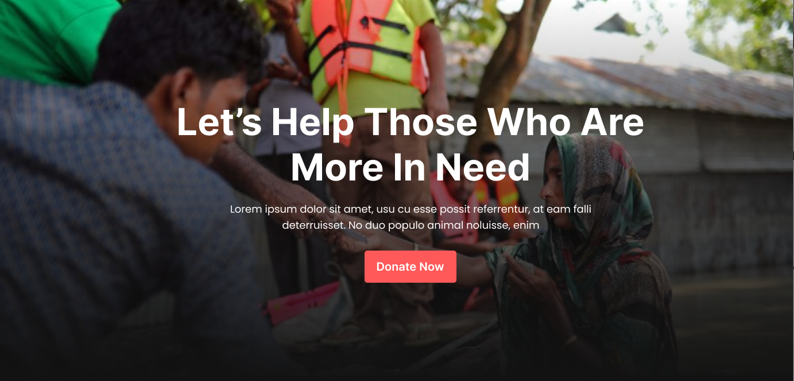 Let’s Help Those Who Are
More In Need
Lorem ipsum dolor sit amet, usu cu esse possit referrentur, at eam falli
deterruisset. No duo populo animal noluisse, enim
Donate Now